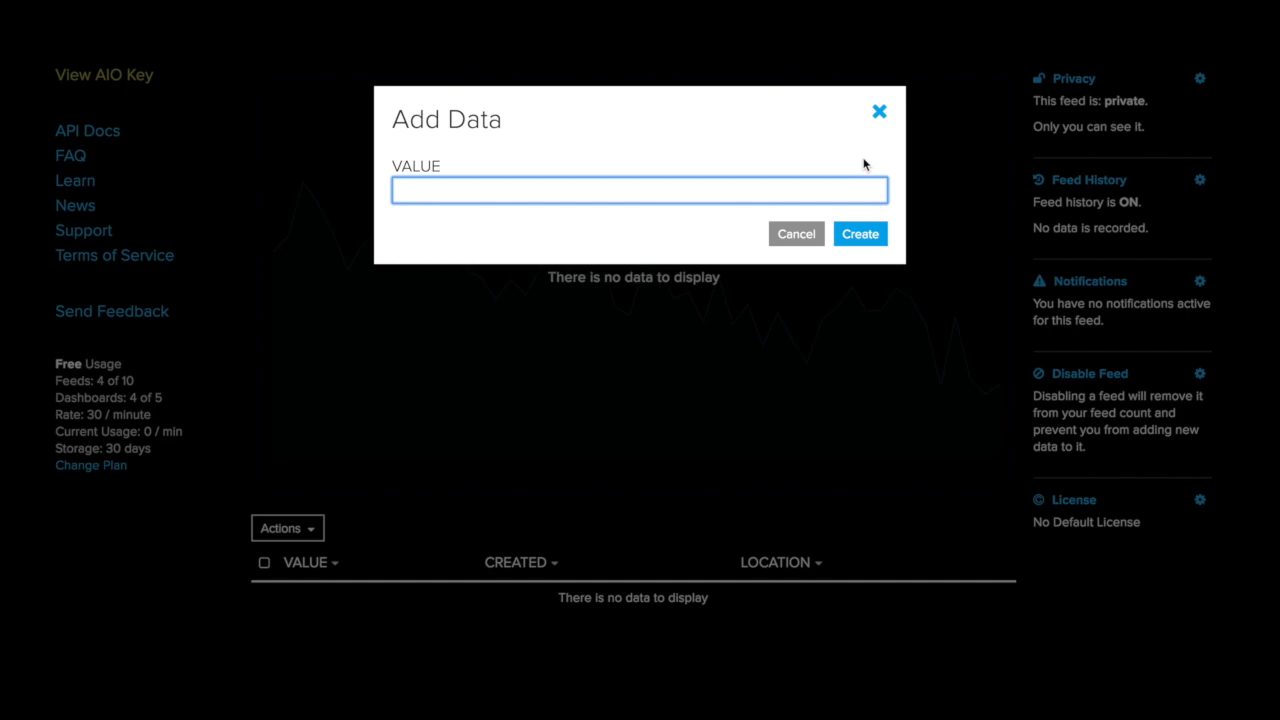 View AIO Key
API Docs
FAQ
Learn
News
Support
Terms of Service
Send Feedback
Free Usage
Feeds: 4 of 10
Dashboards: 4 of 5
Rate: 30 / minute
Current Usage: 0 / min
Storage: 30 days
Change Plan
Add Data
VALUE
Cancel
Create
There is no data to display
Actions
VALUE
CREATED
LOCATION
There is no data to display
Privacy
This feed is: private.
Only you can see it.
Feed History
Feed history is ON.
No data is recorded.
Notifications
You have no notifications active
for this feed.
Disable Feed
Disabling a feed will remove it
from your feed count and
prevent you from adding new
data to it.
License
No Default License